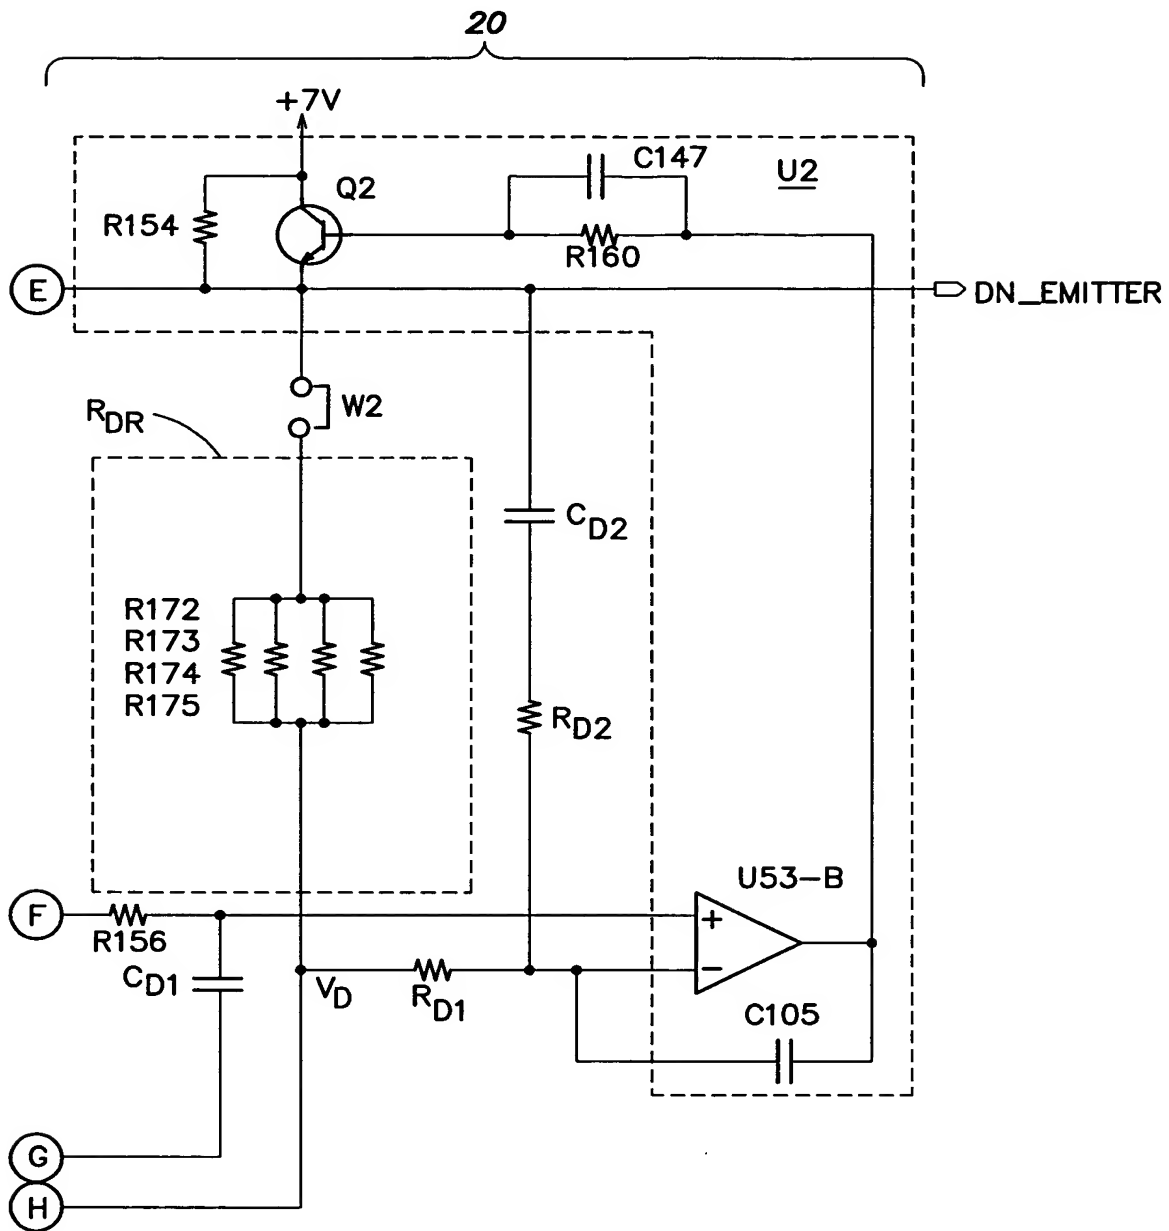 20
+7V
C147
U2
Q2
R154
R160
E
DN_EMITTER
W2
RDR
CD2
R172
R173
R174
R175
RD2
U53-B
F
+
R156
CD1
−
VD
RD1
C105
G
H